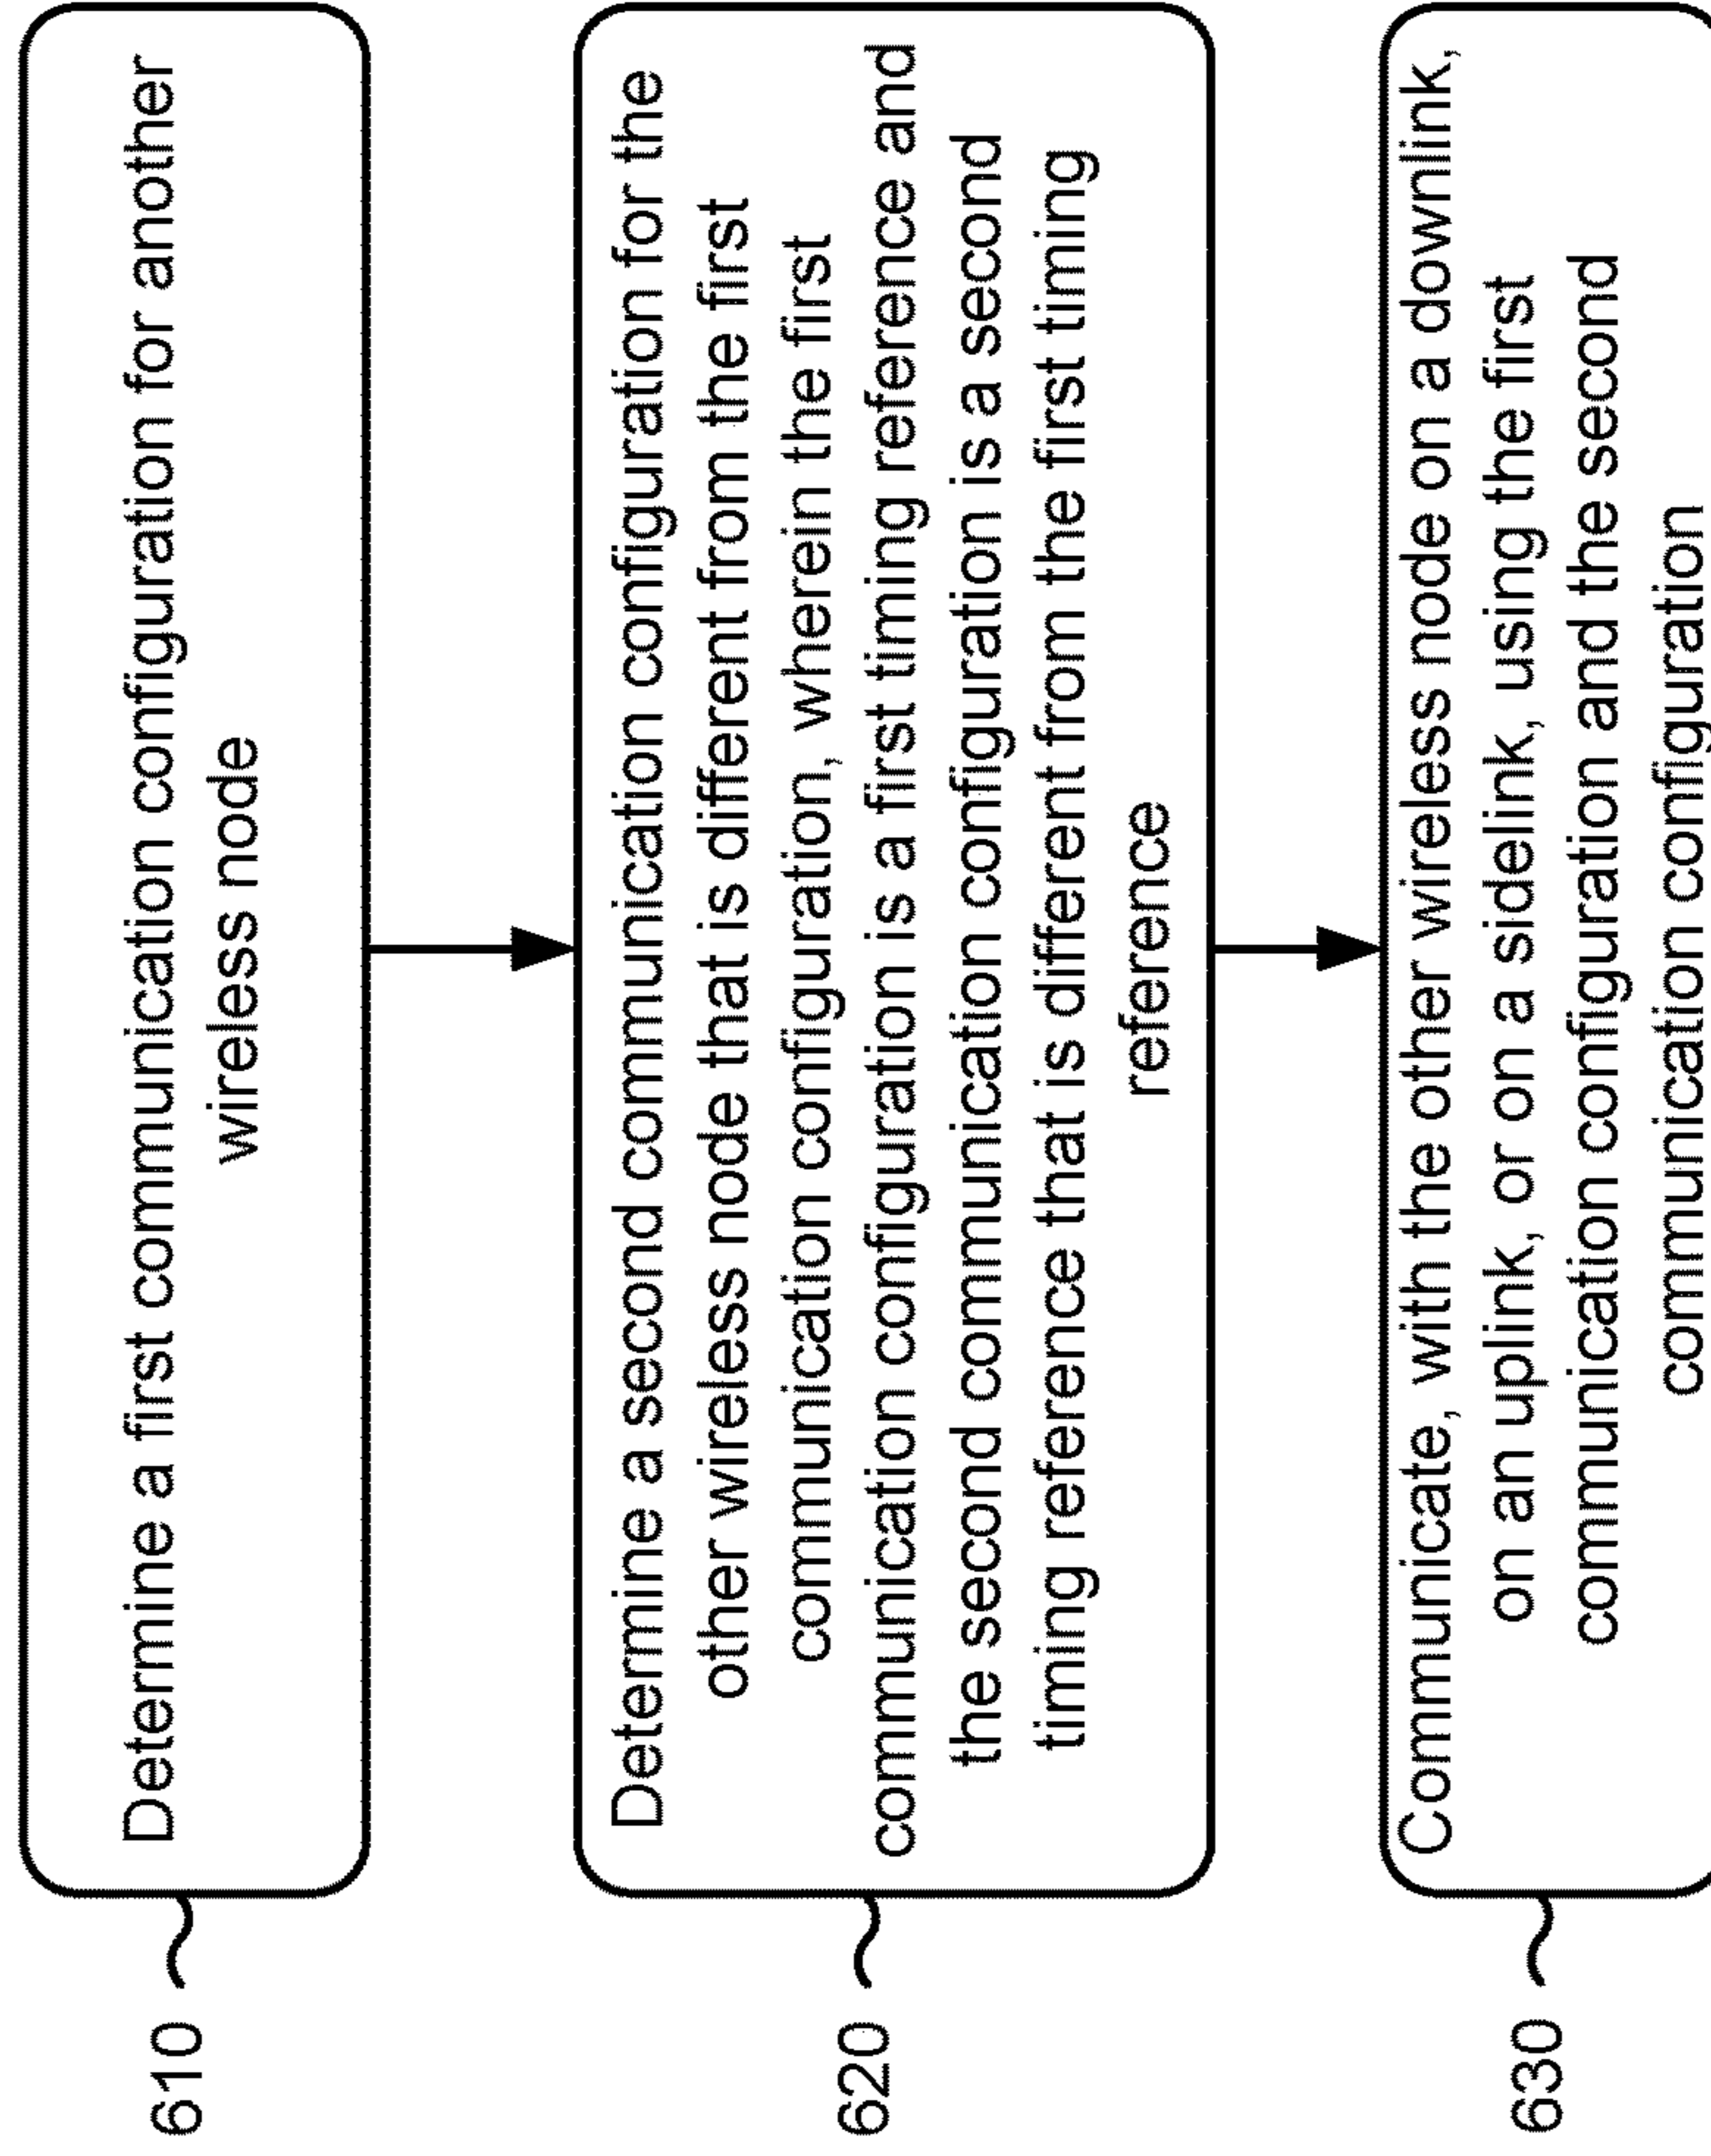 610
Determine a first communication configuration for another
wireless node
620
Determine a second communication configuration for the
other wireless node that is different from the first
communication configuration, wherein the first
communication configuration is a first timing reference and
the second communication configuration is a second
timing reference that is different from the first timing
reference
630
Communicate, with the other wireless node on a downlink,
on an uplink, or on a sidelink, using the first
communication configuration and the second
communication configuration